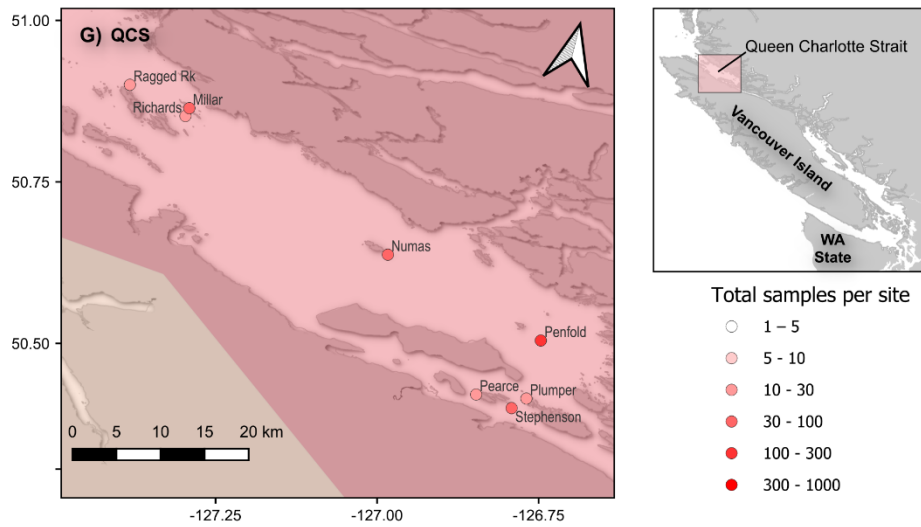 51.00
50.75
50.50
G) QCS
Ragged Rk
Millar
Richards
Numas
Penfold
Pearce
Plumper
Stephenson
0 5 10 15 20 km
-127.25 -127.00 -126.75
Queen Charlotte Strait
Vancouver Island
WA
State
Total samples per site
1 – 5
5 - 10
10 - 30
30 - 100
100 - 300
300 - 1000